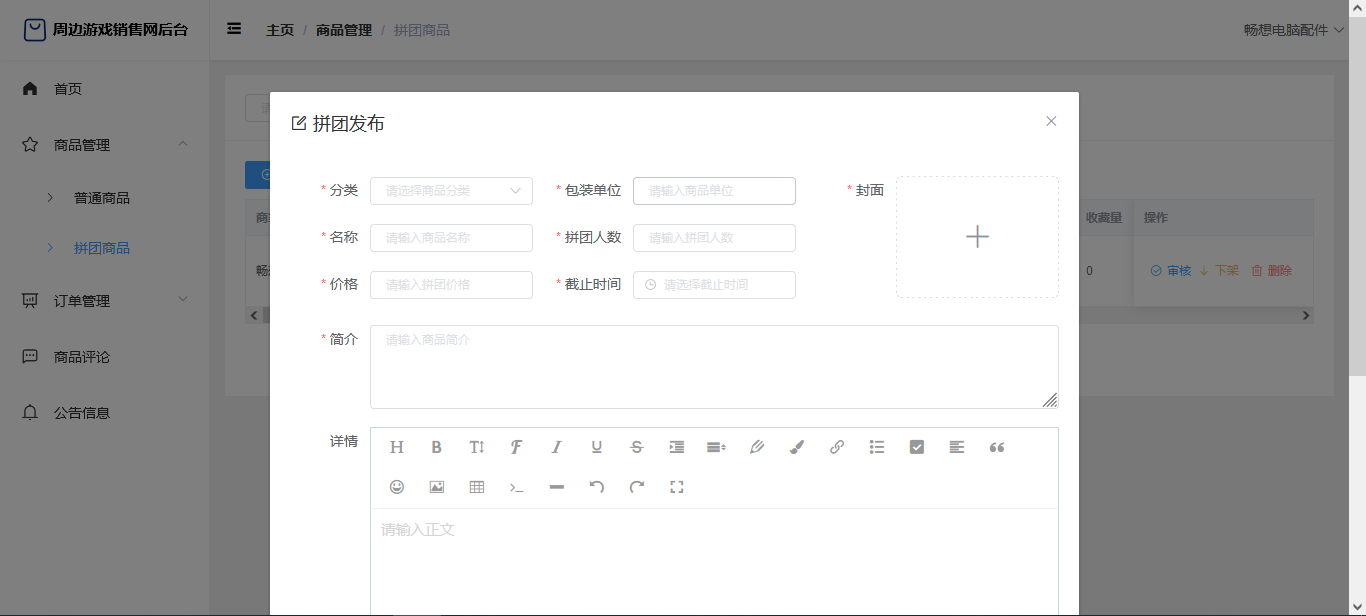 周边游戏销售网后台
主页 / 商品管理 / 拼团商品
畅想电脑配件
首页
商品管理
普通商品
拼团商品
订单管理
商品评论
公告信息
拼团发布
* 分类 请选择商品分类 * 包装单位 请输入商品单位 * 封面
* 名称 请输入商品名称 * 拼团人数 请输入拼团人数
* 价格 请输入拼团价格 * 截止时间 请选择截止时间
* 简介 请输入商品简介
详情
请输入正文
收藏量 操作
0 审核 下架 删除